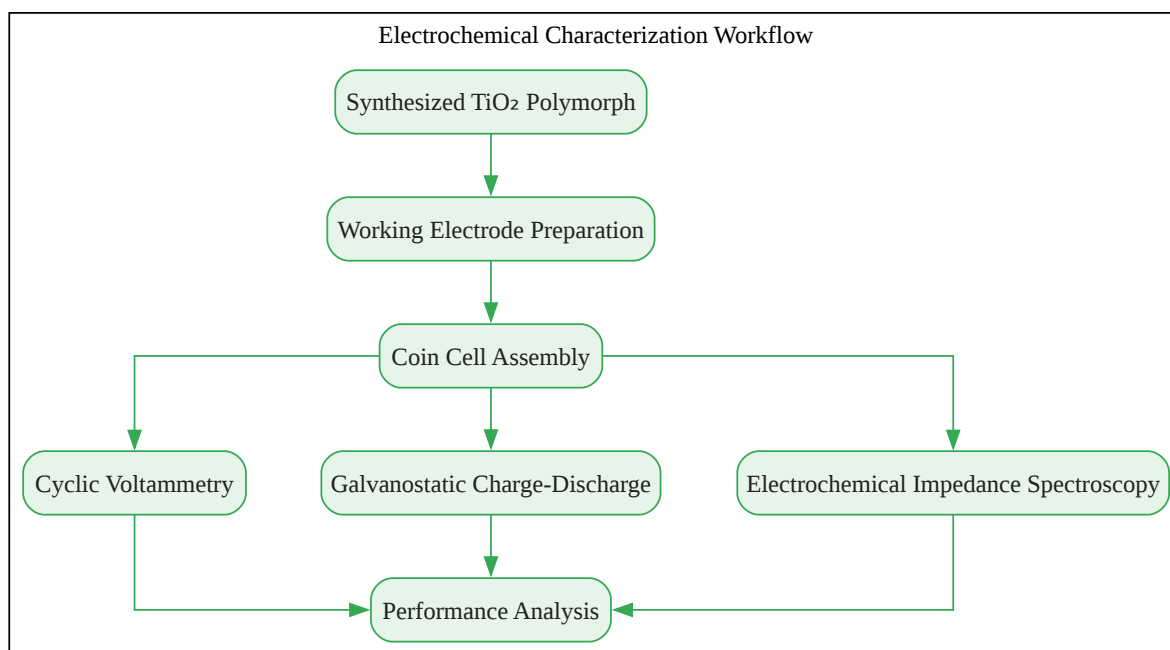 Electrochemical Characterization Workflow
Synthesized TiO₂ Polymorph
Working Electrode Preparation
Coin Cell Assembly
Cyclic Voltammetry
Galvanostatic Charge-Discharge
Electrochemical Impedance Spectroscopy
Performance Analysis